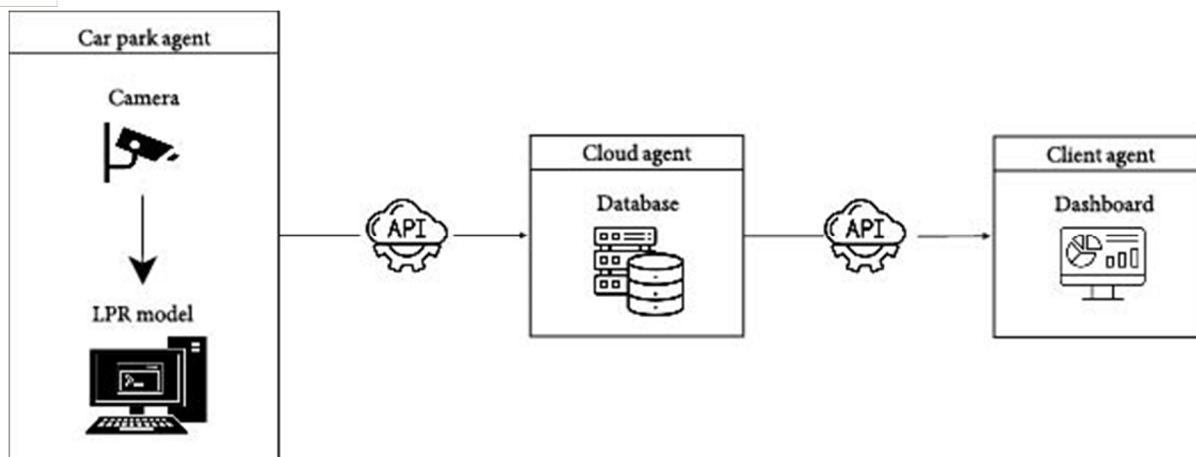 Car park agent
Camera
LPR model
API
Cloud agent
Database
API
Client agent
Dashboard